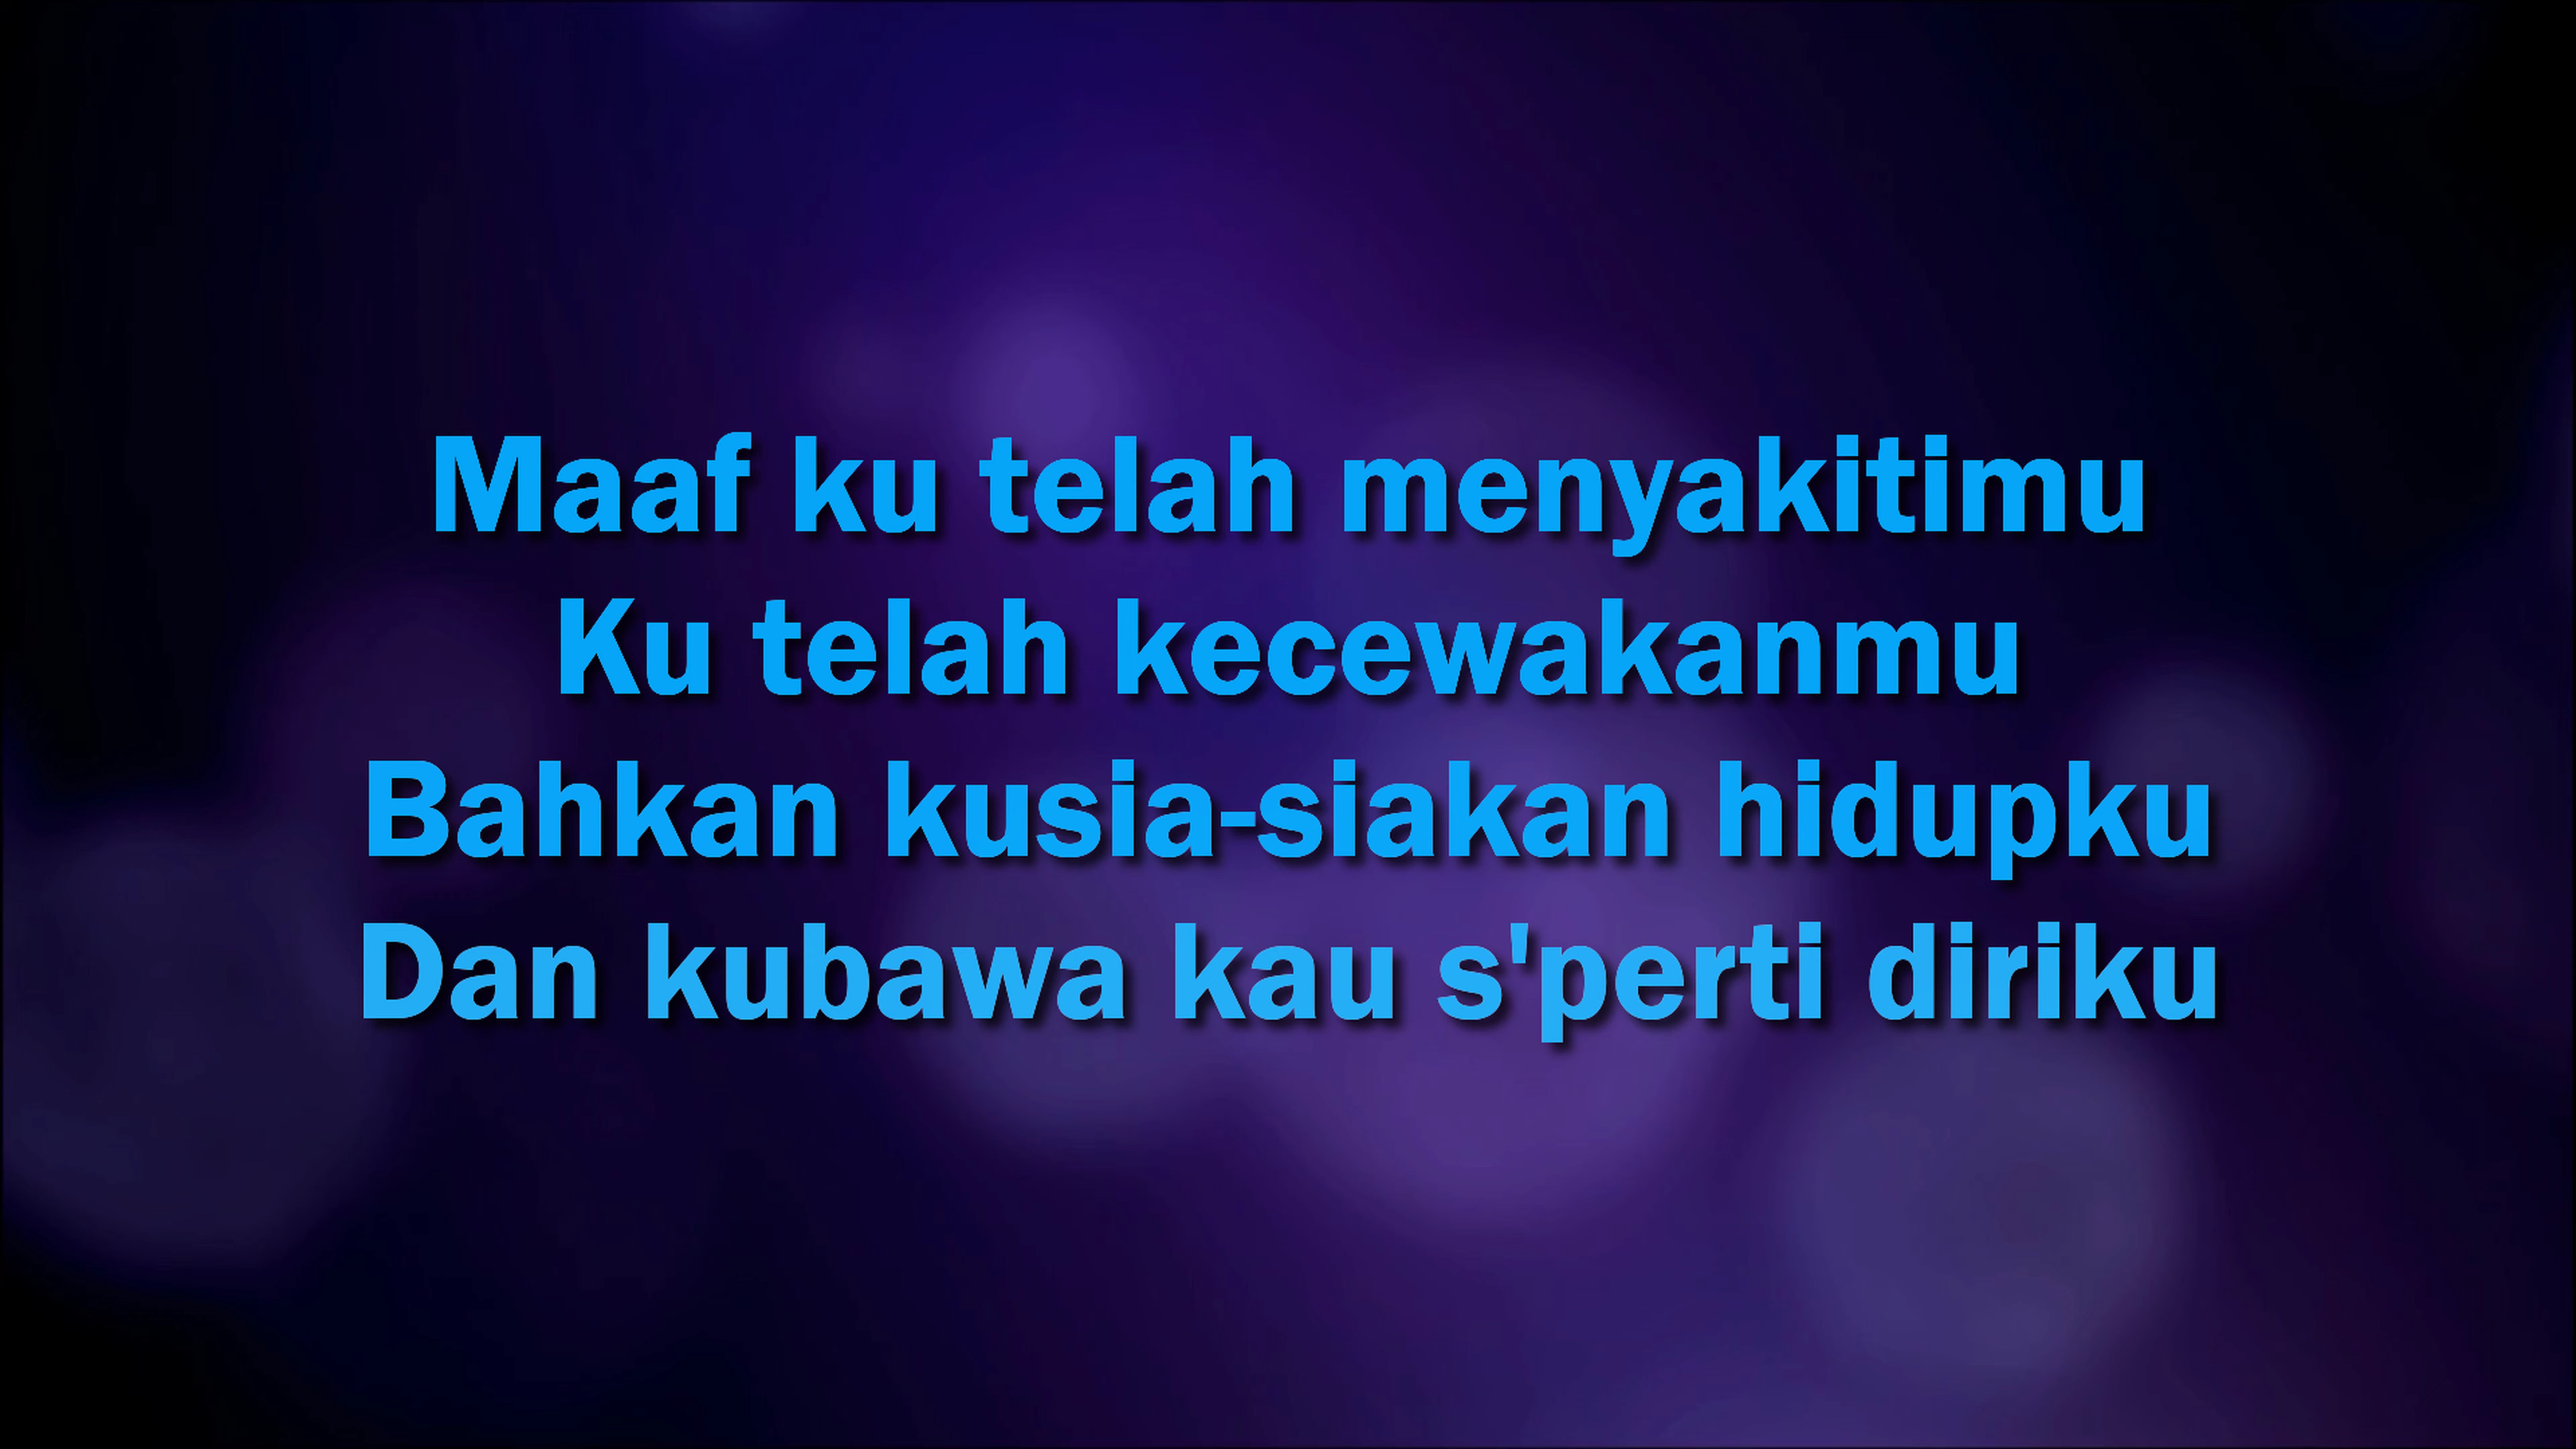 Maaf ku telah menyakitimu
Ku telah kecewakanmu
Bahkan kusia-siakan hidupku
Dan kubawa kau s'perti diriku